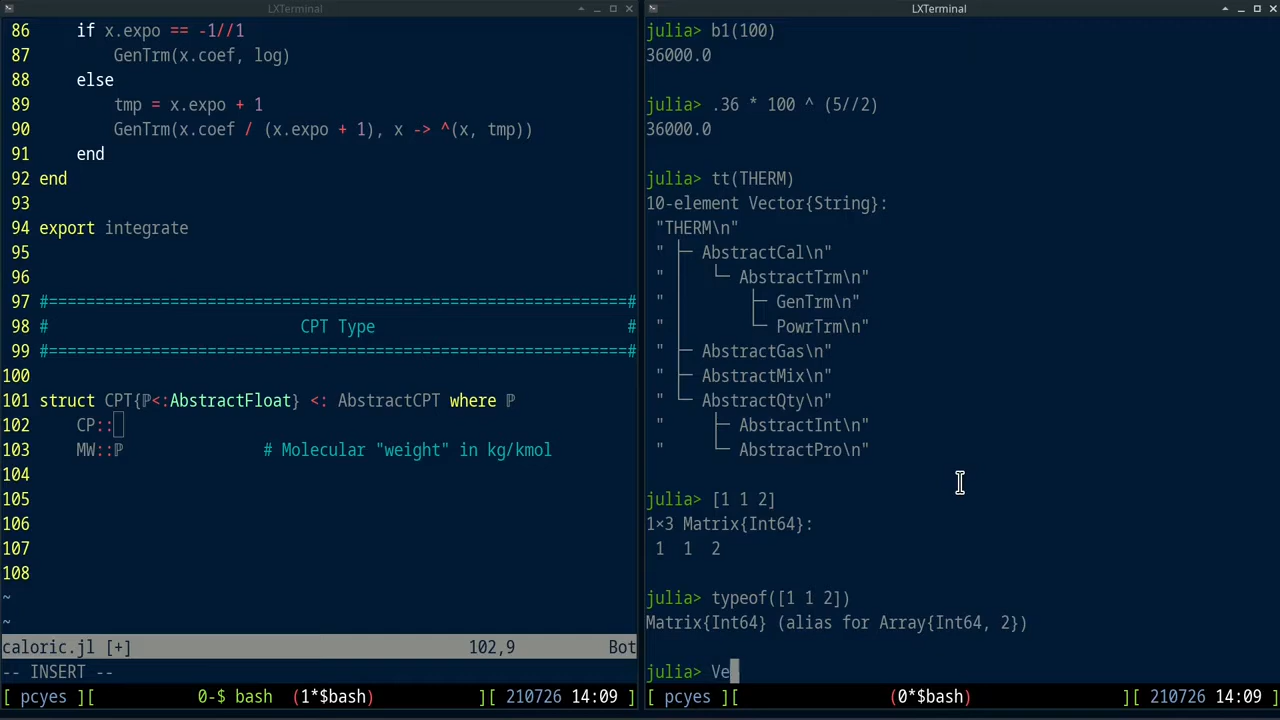 LXTerminal
86     if x.expo == -1//1
87         GenTrm(x.coef, log)
88     else
89         tmp = x.expo + 1
90         GenTrm(x.coef / (x.expo + 1), x -> ^(x, tmp))
91     end
92 end
93
94 export integrate
95
96
97 #==============================================================#
98 #                           CPT Type                           #
99 #==============================================================#
100
101 struct CPT{ℙ<:AbstractFloat} <: AbstractCPT where ℙ
102     CP::
103     MW::ℙ               # Molecular "weight" in kg/kmol
104
105
106
107
108
~
~
caloric.jl [+]                                    102,9          Bot
-- INSERT --
[ pcyes ][           0-$ bash  (1*$bash)           ][ 210726 14:09 ]
LXTerminal
julia> b1(100)
36000.0
julia> .36 * 100 ^ (5//2)
36000.0
julia> tt(THERM)
10-element Vector{String}:
 "THERM\n"
 " ├─ AbstractCal\n"
 " │   └─ AbstractTrm\n"
 " │       ├─ GenTrm\n"
 " │       └─ PowrTrm\n"
 " ├─ AbstractGas\n"
 " ├─ AbstractMix\n"
 " └─ AbstractQty\n"
 "     ├─ AbstractInt\n"
 "     └─ AbstractPro\n"
julia> [1 1 2]
1×3 Matrix{Int64}:
 1  1  2
julia> typeof([1 1 2])
Matrix{Int64} (alias for Array{Int64, 2})
julia> Ve
[ pcyes ][                (0*$bash)                ][ 210726 14:09 ]